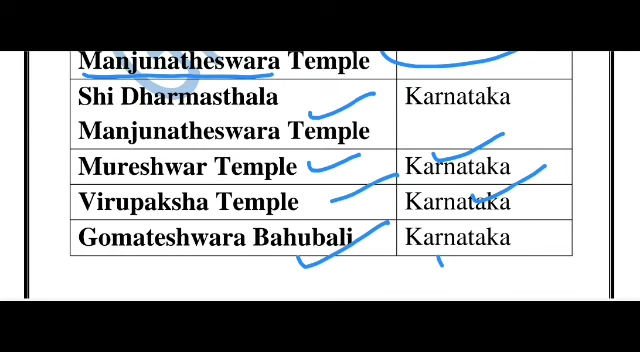 Manjunatheswara Temple
Shi Dharmasthala Karnataka
Manjunatheswara Temple
Mureshwar Temple Karnataka
Virupaksha Temple Karnataka
Gomateshwara Bahubali Karnataka